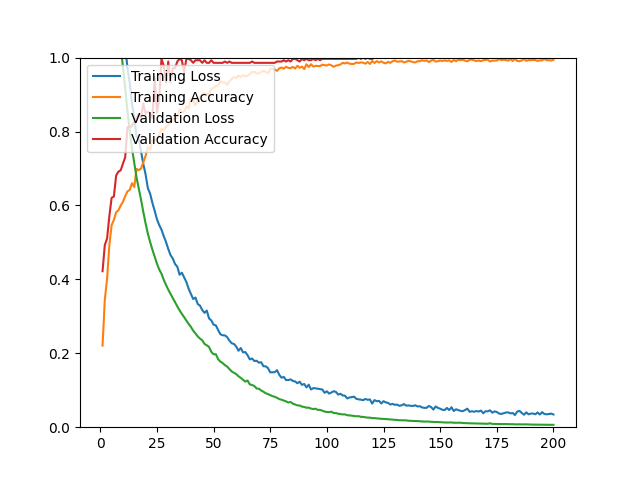 1.0
0.8
0.6
0.4
0.2
0.0
Training Loss
Training Accuracy
Validation Loss
Validation Accuracy
0 25 50 75 100 125 150 175 200